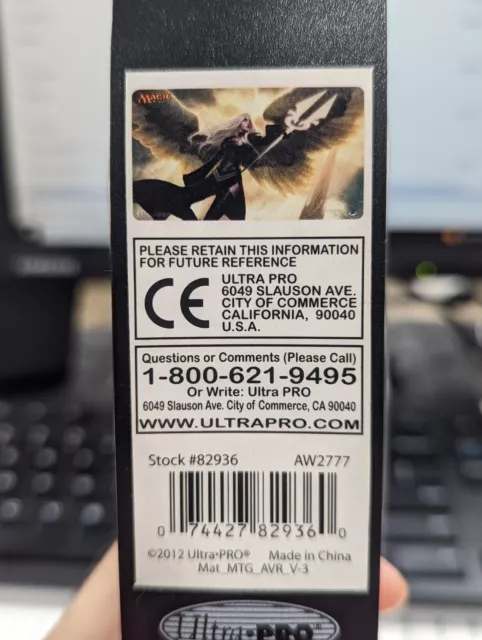 MAGIC
PLEASE RETAIN THIS INFORMATION
FOR FUTURE REFERENCE
CE
ULTRA PRO
6049 SLAUSON AVE.
CITY OF COMMERCE
CALIFORNIA, 90040
U.S.A.
Questions or Comments (Please Call)
1-800-621-9495
Or Write: Ultra PRO
6049 Slauson Ave. City of Commerce, CA 90040
WWW.ULTRAPRO.COM
Stock #82936 AW2777
0 74427 82936 0
©2012 Ultra•PRO® Made in China
Mat_MTG_AVR_V-3
Ultra•PRO